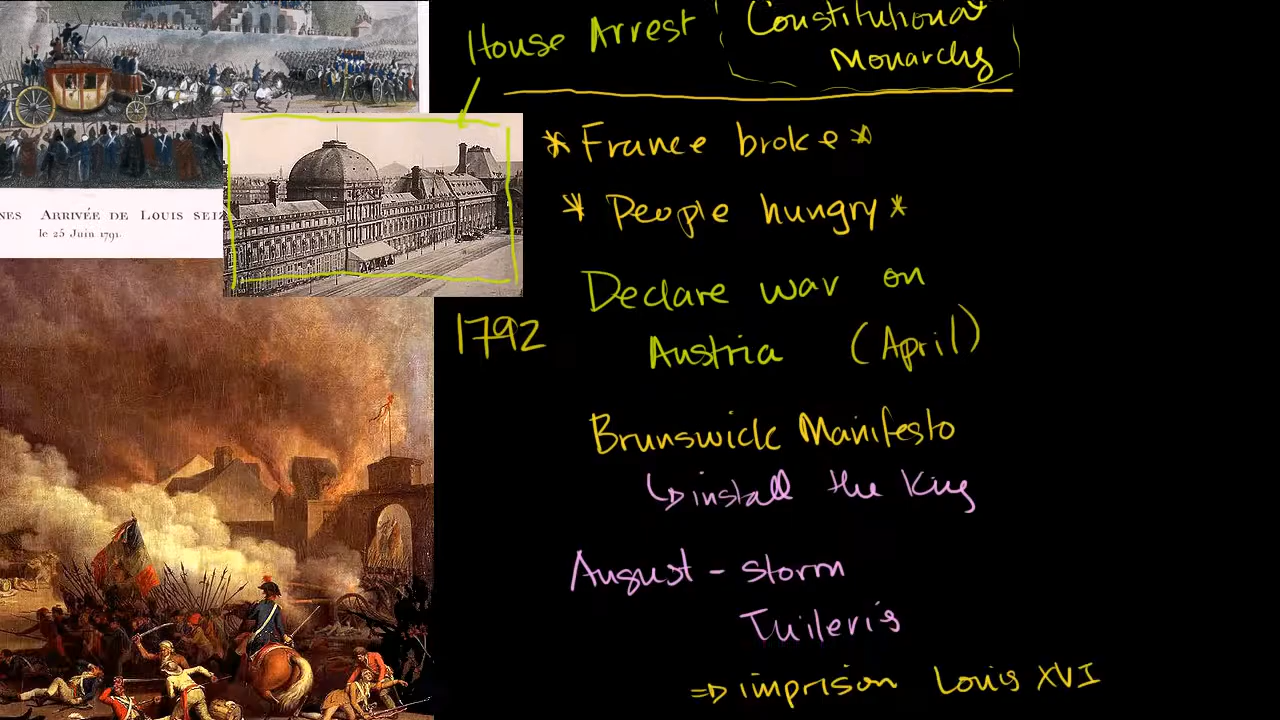 House Arrest
Constitutional
Monarchy
*France broke*
*People hungry*
NES ARRIVÉE DE LOUIS SEIZ
le 25 Juin 1791.
1792
Declare war on
Austria (April)
Brunswick Manifesto
↳install the King
August - storm
Tuileris
⇒ imprison Louis XVI